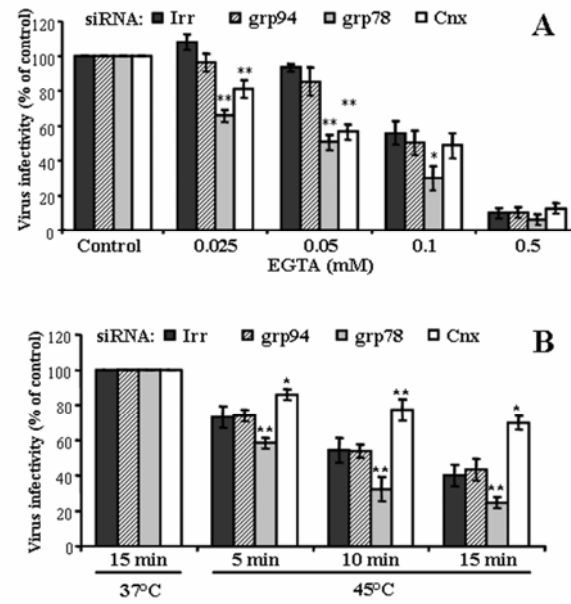 siRNA: Irr grp94 grp78 Cnx
A
Virus infectivity (% of control)
120
100
80
60
40
20
0
** **
** **
*
Control 0.025 0.05 0.1 0.5
EGTA (mM)
siRNA: Irr grp94 grp78 Cnx
B
Virus infectivity (% of control)
120
100
80
60
40
20
0
** *
** **
** *
15 min 5 min 10 min 15 min
37°C 45°C